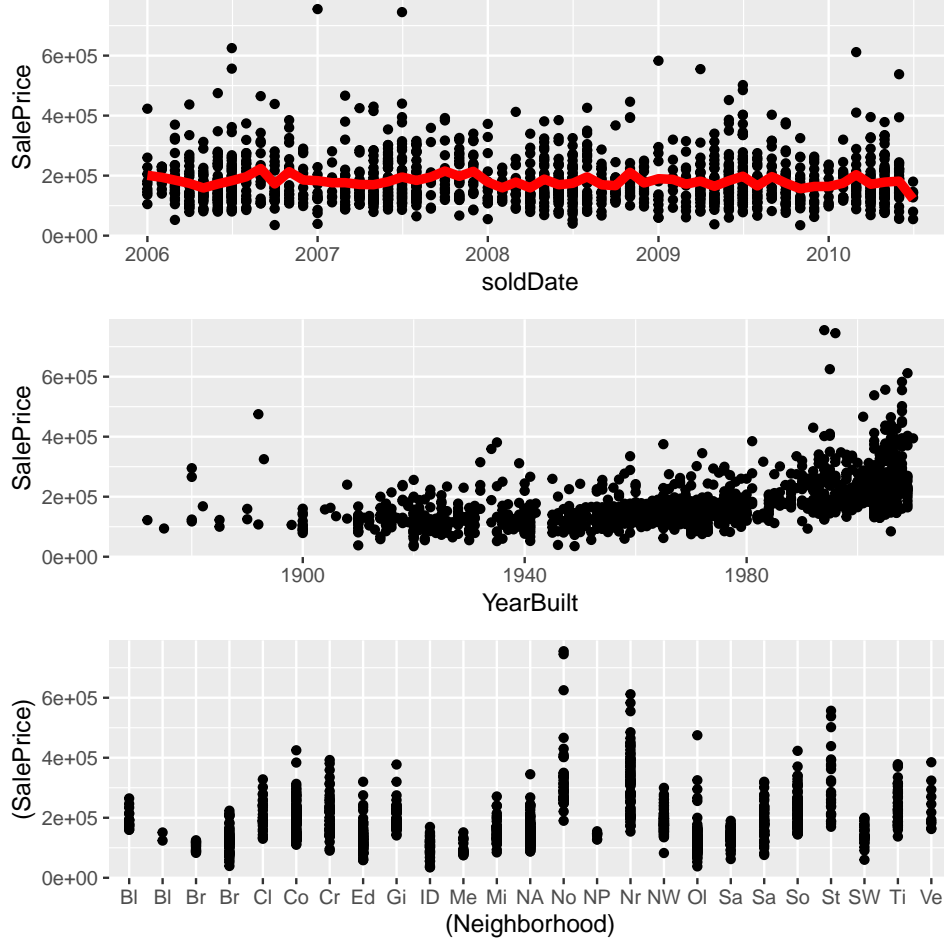 SalePrice
6e+05
4e+05
2e+05
0e+00
2006 2007 2008 2009 2010
soldDate
SalePrice
6e+05
4e+05
2e+05
0e+00
1900 1940 1980
YearBuilt
(SalePrice)
6e+05
4e+05
2e+05
0e+00
Bl Bl Br Br Cl Co Cr Ed Gi ID Me Mi NA No NP Nr NW Ol Sa Sa So St SW Ti Ve
(Neighborhood)